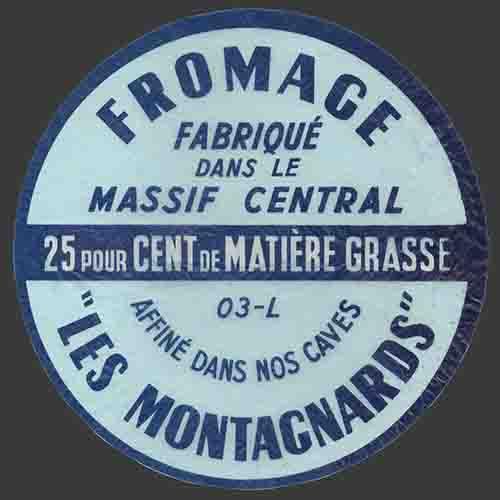 FROMAGE
FABRIQUÉ
DANS LE
MASSIF CENTRAL
25 POUR CENT DE MATIÈRE GRASSE
03-L
AFFINÉ DANS NOS CAVES
"LES MONTAGNARDS"